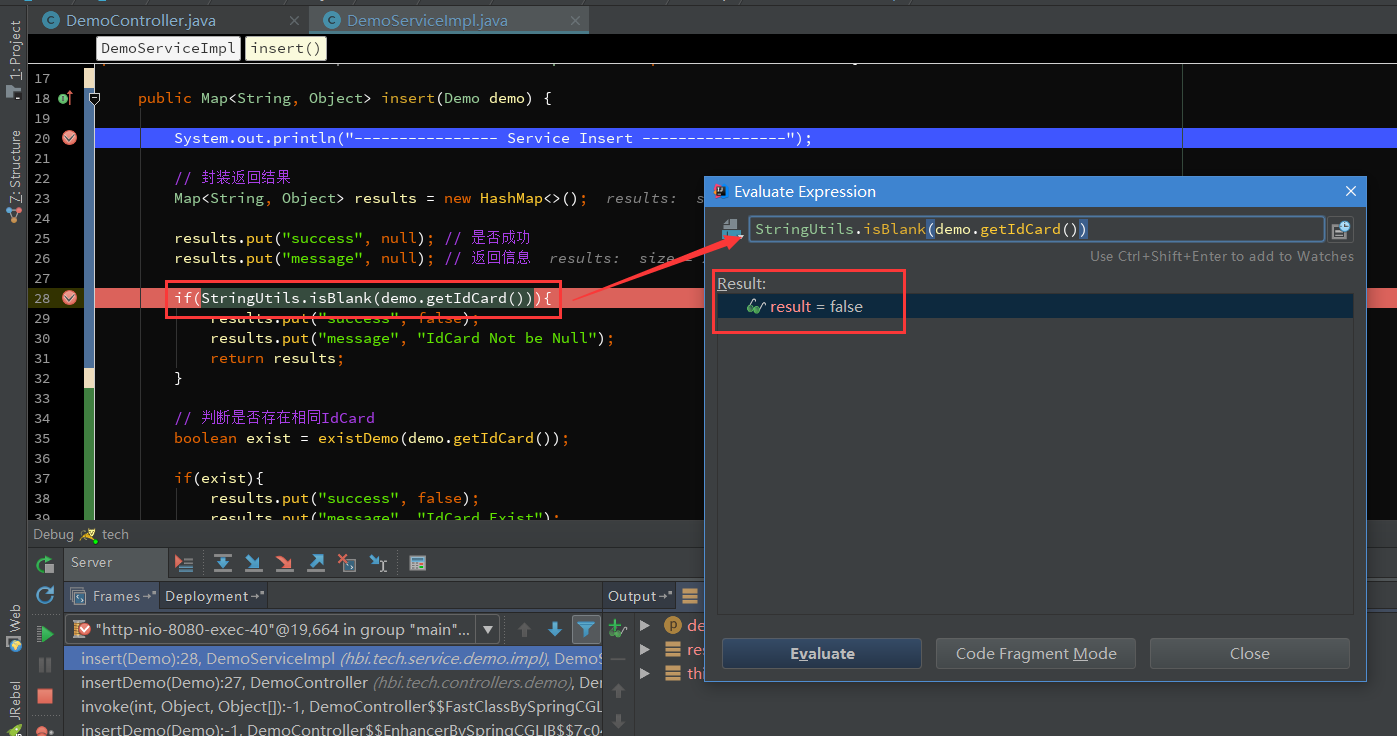 DemoController.java
DemoServiceImpl.java
1: Project
Z: Structure
Web
JRebel
DemoServiceImpl
insert()
17
18 public Map<String, Object> insert(Demo demo) {
19
20 System.out.println("---------------- Service Insert ----------------");
21
22 // 封装返回结果
23 Map<String, Object> results = new HashMap<>(); results: s
24
25 results.put("success", null); // 是否成功
26 results.put("message", null); // 返回信息 results: size =
27
28 if(StringUtils.isBlank(demo.getIdCard())){
29 results.put("success", false);
30 results.put("message", "IdCard Not be Null");
31 return results;
32 }
33
34 // 判断是否存在相同IdCard
35 boolean exist = existDemo(demo.getIdCard());
36
37 if(exist){
38 results.put("success", false);
39 results.put("message", "IdCard Exist");
Evaluate Expression
StringUtils.isBlank(demo.getIdCard())
Use Ctrl+Shift+Enter to add to Watches
Result:
result = false
Evaluate
Code Fragment Mode
Close
Debug tech
Server
Frames
Deployment
Output
"http-nio-8080-exec-40"@19,664 in group "main"...
insert(Demo):28, DemoServiceImpl (hbi.tech.service.demo.impl), DemoS
insertDemo(Demo):27, DemoController (hbi.tech.controllers.demo), De
invoke(int, Object, Object[]):-1, DemoController$$FastClassBySpringCGL
insertDemo(Demo):-1, DemoController$$EnhancerBySpringCGLIB$$7c0
de
res
thi